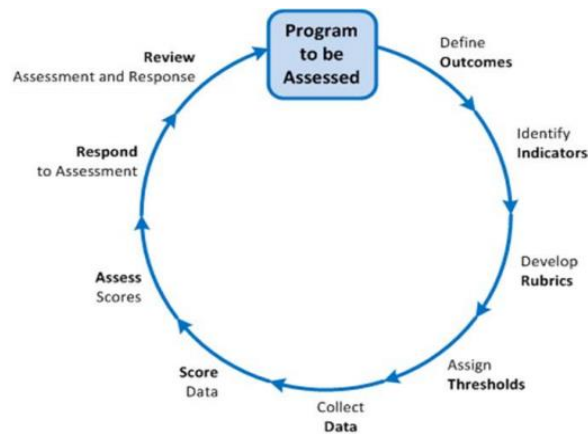 Program
to be
Assessed
Define
Outcomes
Identify
Indicators
Develop
Rubrics
Assign
Thresholds
Collect
Data
Score
Data
Assess
Scores
Respond
to Assessment
Review
Assessment and Response